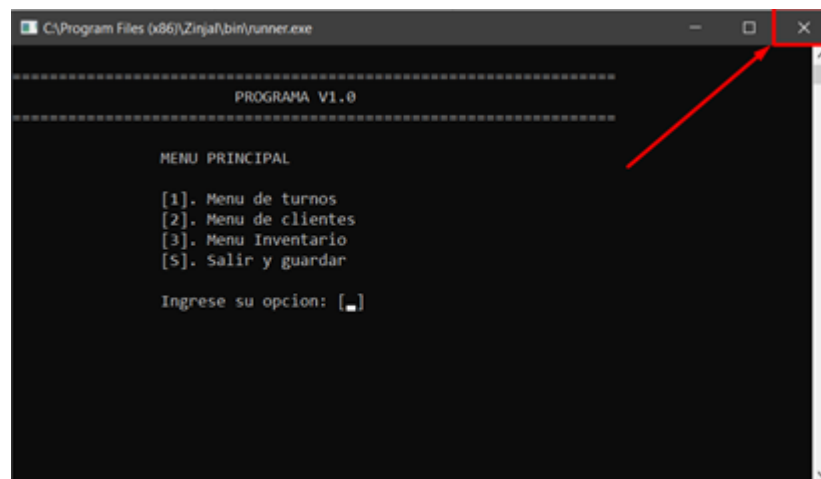 C:\Program Files (x86)\Zinjal\bin\runner.exe
=================================================================
PROGRAMA V1.0
=================================================================
MENU PRINCIPAL
[1]. Menu de turnos
[2]. Menu de clientes
[3]. Menu Inventario
[S]. Salir y guardar
Ingrese su opcion: [_]